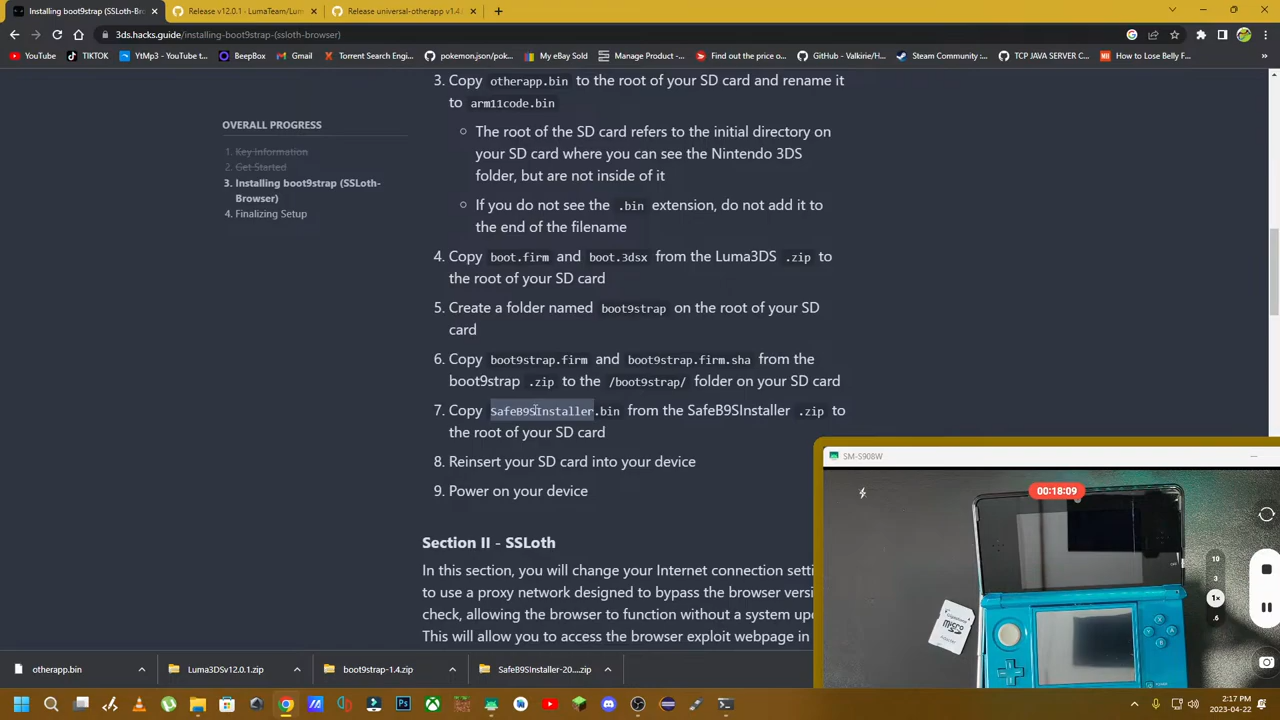 Installing boot9strap (SSLoth-Bro
Release v12.0.1 - LumaTeam/Lum
Release universal-otherapp v1.4
3ds.hacks.guide/installing-boot9strap-(ssloth-browser)
YouTube
TIKTOK
YtMp3 - YouTube to...
BeepBox
Gmail
Image
Torrent Search Engi...
pokemon.json/poke...
My eBay Sold
Manage Product -...
Find out the price o...
GitHub - Valkirie/H...
Steam Community :...
TCP JAVA SERVER C...
How to Lose Belly F...
OVERALL PROGRESS
1. Key Information
2. Get Started
3. Installing boot9strap (SSLoth-
Browser)
4. Finalizing Setup
3. Copy otherapp.bin to the root of your SD card and rename it
to arm11code.bin
The root of the SD card refers to the initial directory on
your SD card where you can see the Nintendo 3DS
folder, but are not inside of it
If you do not see the .bin extension, do not add it to
the end of the filename
4. Copy boot.firm and boot.3dsx from the Luma3DS .zip to
the root of your SD card
5. Create a folder named boot9strap on the root of your SD
card
6. Copy boot9strap.firm and boot9strap.firm.sha from the
boot9strap .zip to the /boot9strap/ folder on your SD card
7. Copy SafeB9SInstaller.bin from the SafeB9SInstaller .zip to
the root of your SD card
8. Reinsert your SD card into your device
9. Power on your device
Section II - SSLoth
In this section, you will change your Internet connection setti
to use a proxy network designed to bypass the browser versi
check, allowing the browser to function without a system upd
This will allow you to access the browser exploit webpage in
SM-S908W
00:18:09
10
3
1×
.6
micro
Adapter
otherapp.bin
Luma3DSv12.0.1.zip
boot9strap-1.4.zip
SafeB9SInstaller-20....zip
2:17 PM
2023-04-22